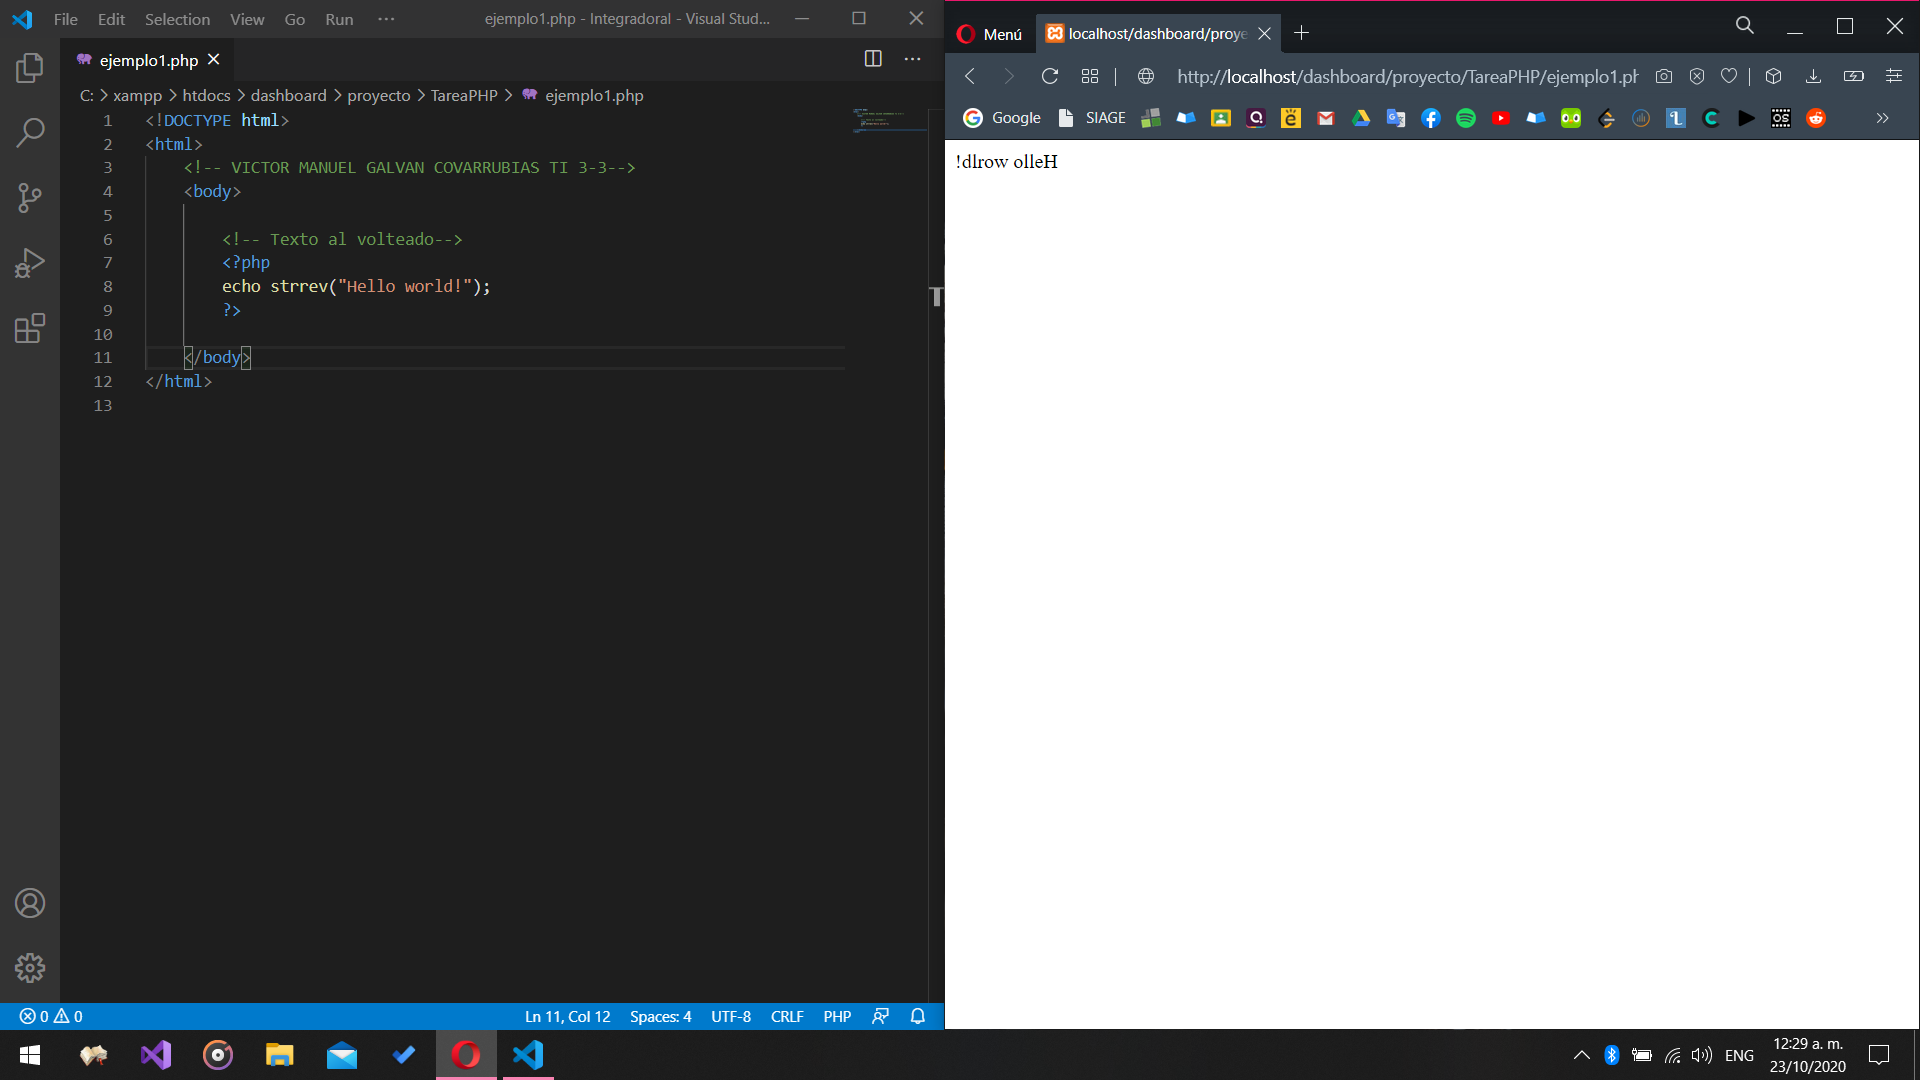 File Edit Selection View Go Run ··· ejemplo1.php - Integradoral - Visual Stud...
ejemplo1.php
C: > xampp > htdocs > dashboard > proyecto > TareaPHP > ejemplo1.php
1 <!DOCTYPE html>
2 <html>
3 <!-- VICTOR MANUEL GALVAN COVARRUBIAS TI 3-3-->
4 <body>
5
6 <!-- Texto al volteado-->
7 <?php
8 echo strrev("Hello world!");
9 ?>
10
11 </body>
12 </html>
13
0 0 Ln 11, Col 12 Spaces: 4 UTF-8 CRLF PHP
Menú localhost/dashboard/proye
http://localhost/dashboard/proyecto/TareaPHP/ejemplo1.ph
Google SIAGE
!dlrow olleH
ENG
12:29 a. m.
23/10/2020